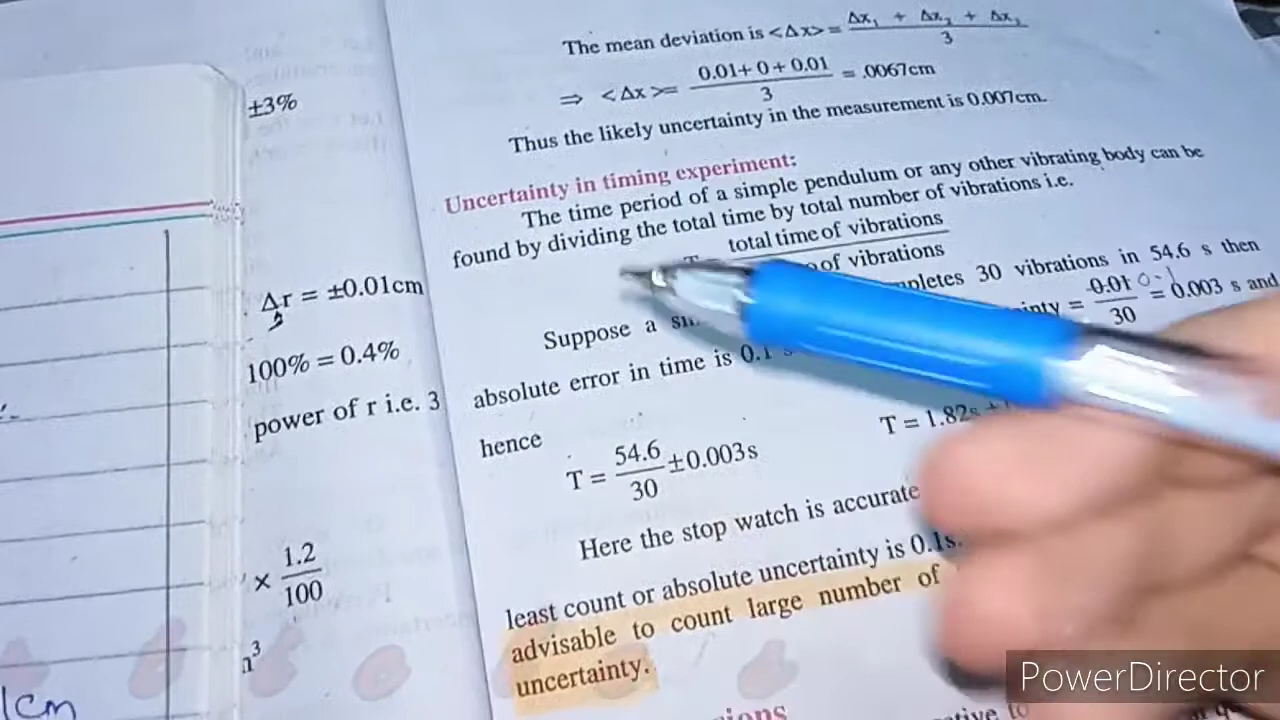 ±3%
Δr = ±0.01cm
100% = 0.4%
power of r i.e. 3
× 1.2
100
1cm
The mean deviation is <Δx> = Δx₁ + Δx₂ + Δx₃
3
⇒ <Δx>= 0.01+ 0 + 0.01 = .0067cm
3
Thus the likely uncertainty in the measurement is 0.007cm.
Uncertainty in timing experiment:
The time period of a simple pendulum or any other vibrating body can be
found by dividing the total time by total number of vibrations i.e.
total time of vibrations
of vibrations
Suppose a 30 vibrations in 54.6 s then
absolute error in time is 0.1 = 0.01 0.1 = 0.003 s and
30
hence
T = 54.6 ±0.003s T = 1.82s
30
Here the stop watch is accurate
least count or absolute uncertainty is 0.1s.
advisable to count large number of
uncertainty.
PowerDirector